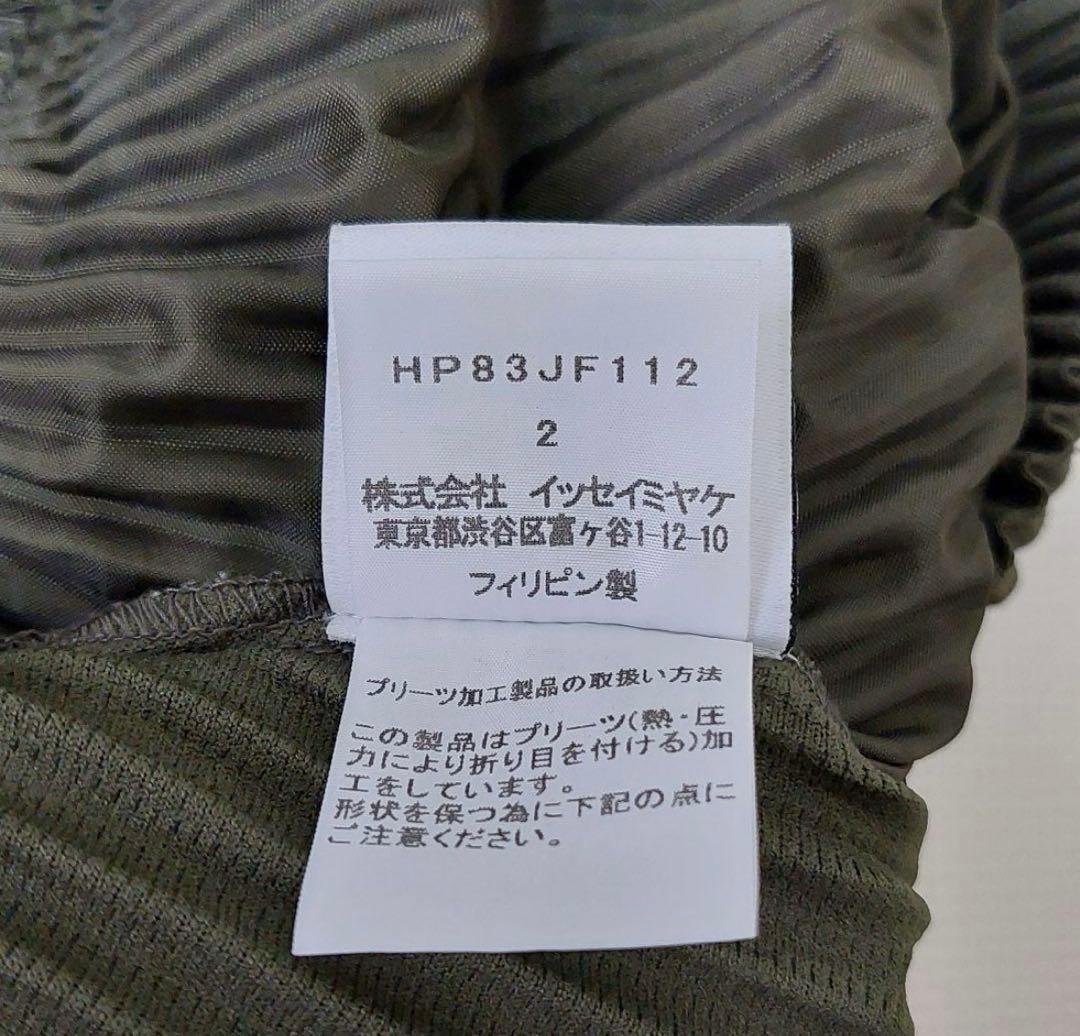 HP83JF112
2
株式会社 イッセイミヤケ
東京都渋谷区富ヶ谷1-12-10
フィリピン製
プリーツ加工製品の取扱い方法
この製品はプリーツ(熱・圧
力により折り目を付ける)加
工をしています。
形状を保つ為に下記の点に
ご注意ください。